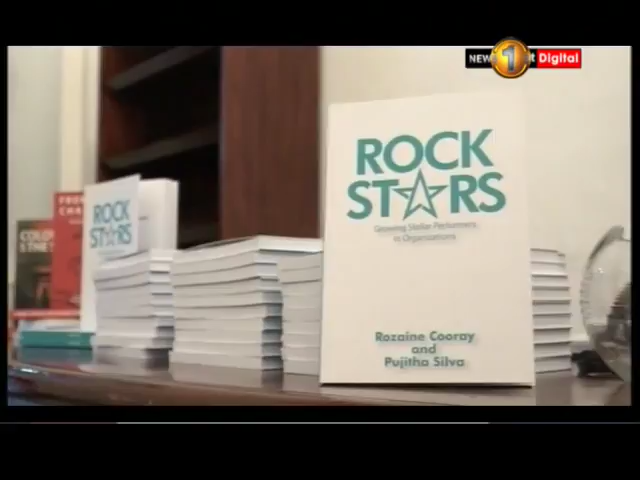 NEWS 1st Digital
ROCK
STARS
Growing Stellar Performers
in Organizations
Rozaine Cooray
and
Pujitha Silva
ROCK
STARS